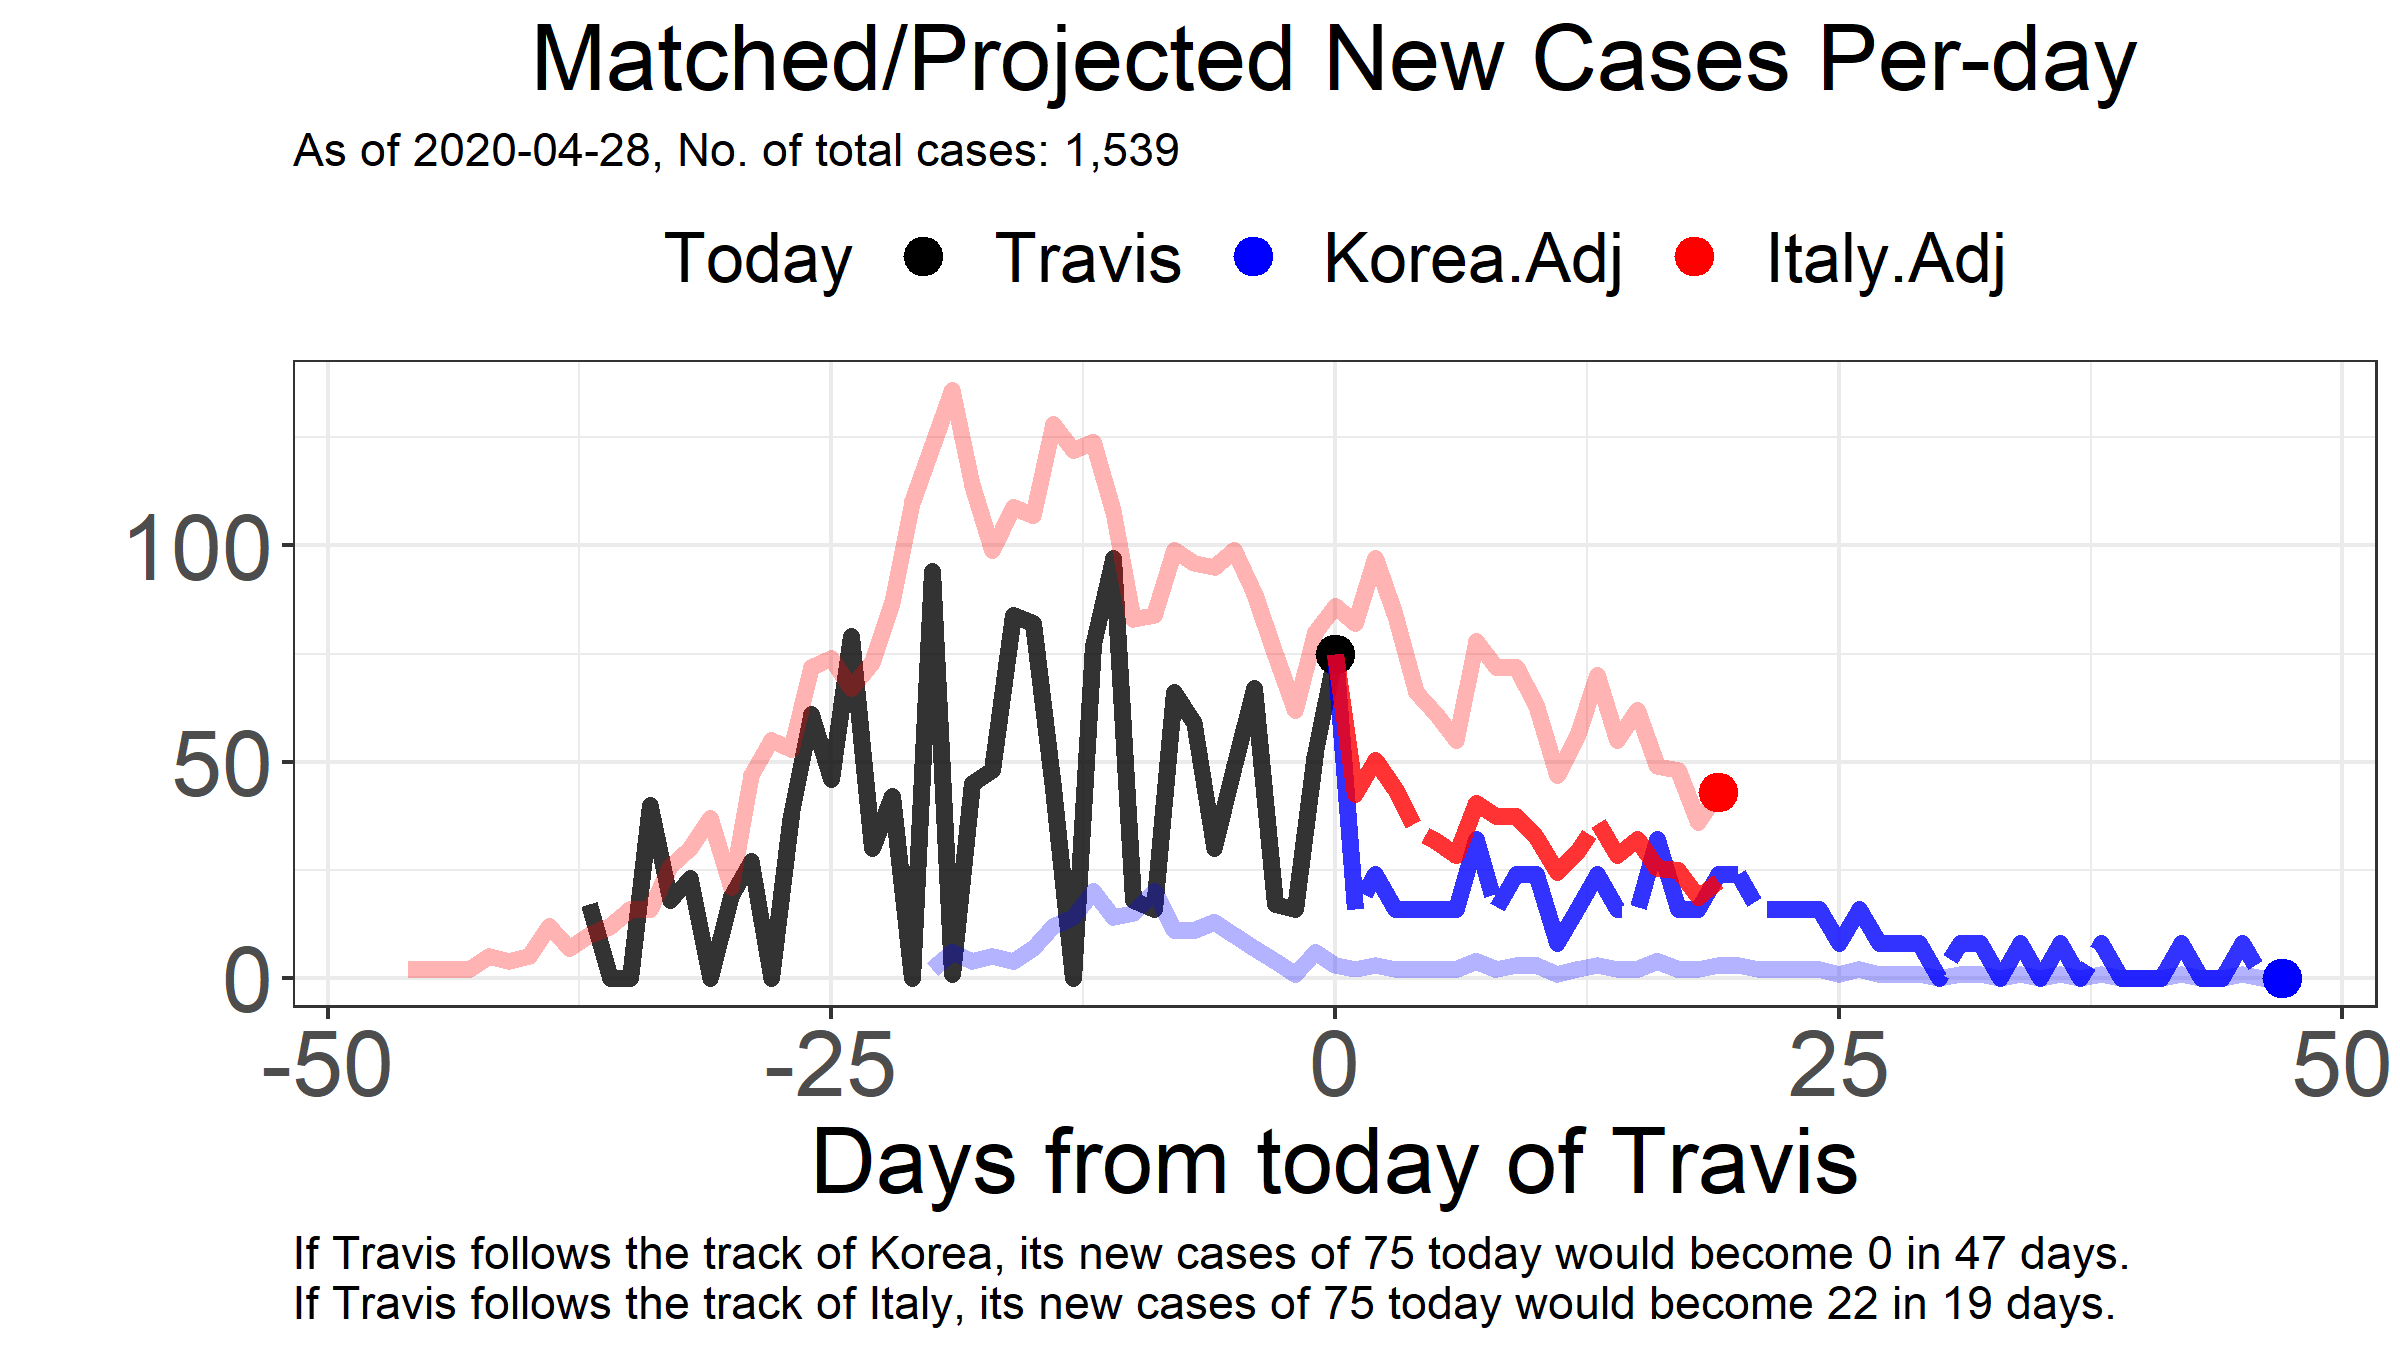 Matched/Projected New Cases Per-day
As of 2020-04-28, No. of total cases: 1,539
Today Travis Korea.Adj Italy.Adj
100
50
0
-50 -25 0 25 50
Days from today of Travis
If Travis follows the track of Korea, its new cases of 75 today would become 0 in 47 days.
If Travis follows the track of Italy, its new cases of 75 today would become 22 in 19 days.